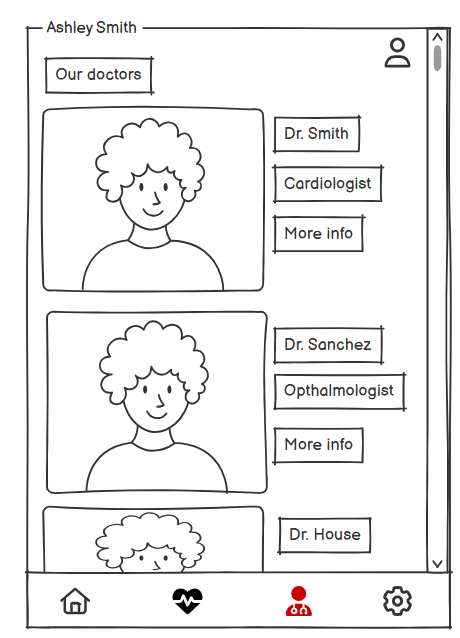 Ashley Smith
Our doctors
Dr. Smith
Cardiologist
More info
Dr. Sanchez
Opthalmologist
More info
Dr. House